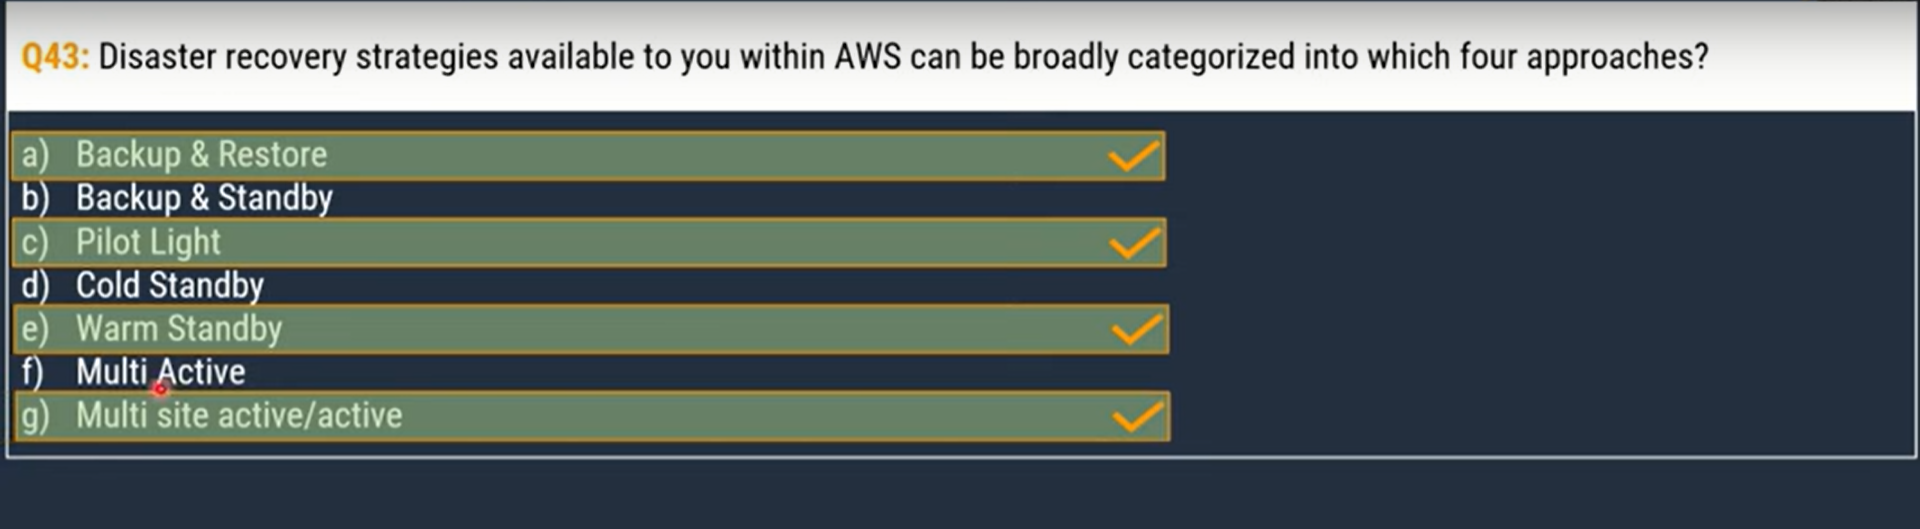 Q43: Disaster recovery strategies available to you within AWS can be broadly categorized into which four approaches?
a) Backup & Restore
b) Backup & Standby
c) Pilot Light
d) Cold Standby
e) Warm Standby
f) Multi Active
g) Multi site active/active